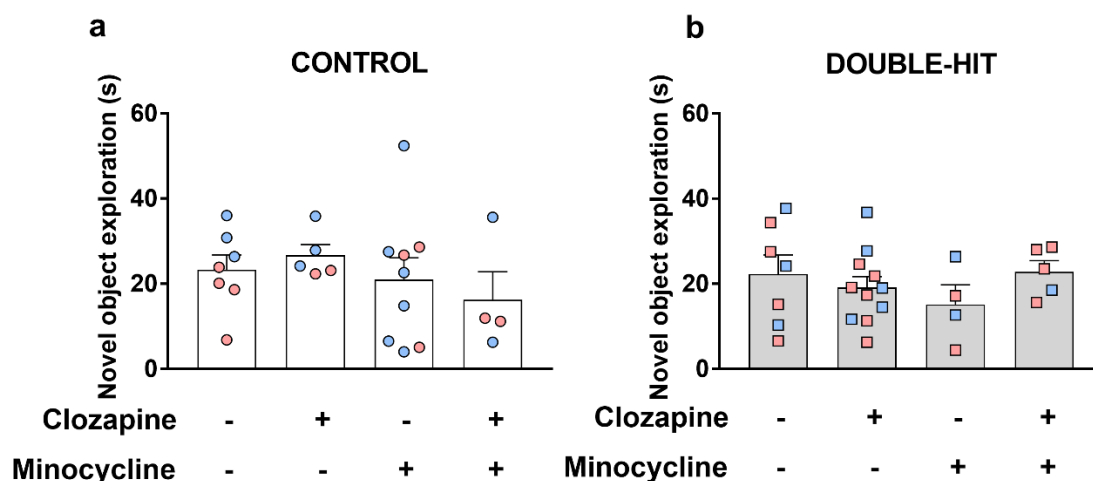 a
CONTROL
Novel object exploration (s)
60
40
20
0
Clozapine - + - +
Minocycline - - + +
b
DOUBLE-HIT
Novel object exploration (s)
60
40
20
0
Clozapine - + - +
Minocycline - - + +